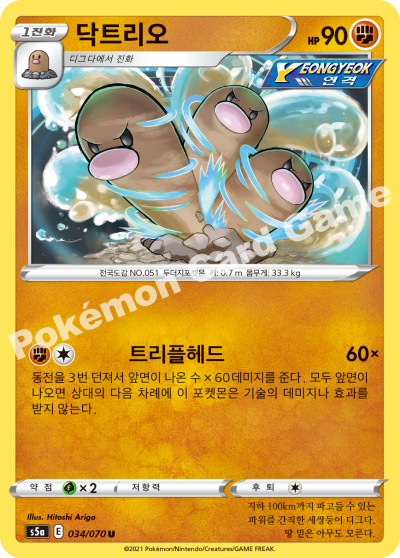 1진화
닥트리오
HP 90
디그다에서 진화
YEONGYEOK
연격
전국도감 NO.051 두더지포켓몬 키: 0.7 m 몸무게: 33.3 kg
Pokémon Card Game
트리플헤드 60×
동전을 3번 던져서 앞면이 나온 수×60데미지를 준다. 모두 앞면이
나오면 상대의 다음 차례에 이 포켓몬은 기술의 데미지나 효과를
받지 않는다.
약점 ×2 저항력 후퇴
Illus. Hitoshi Ariga
지하 100km까지 파고들 수 있는
파워를 간직한 세쌍둥이 디그다.
땅 밑은 이 무대.
s5a E 034/070 U
©2021 Pokémon/Nintendo/Creatures/GAME FREAK.